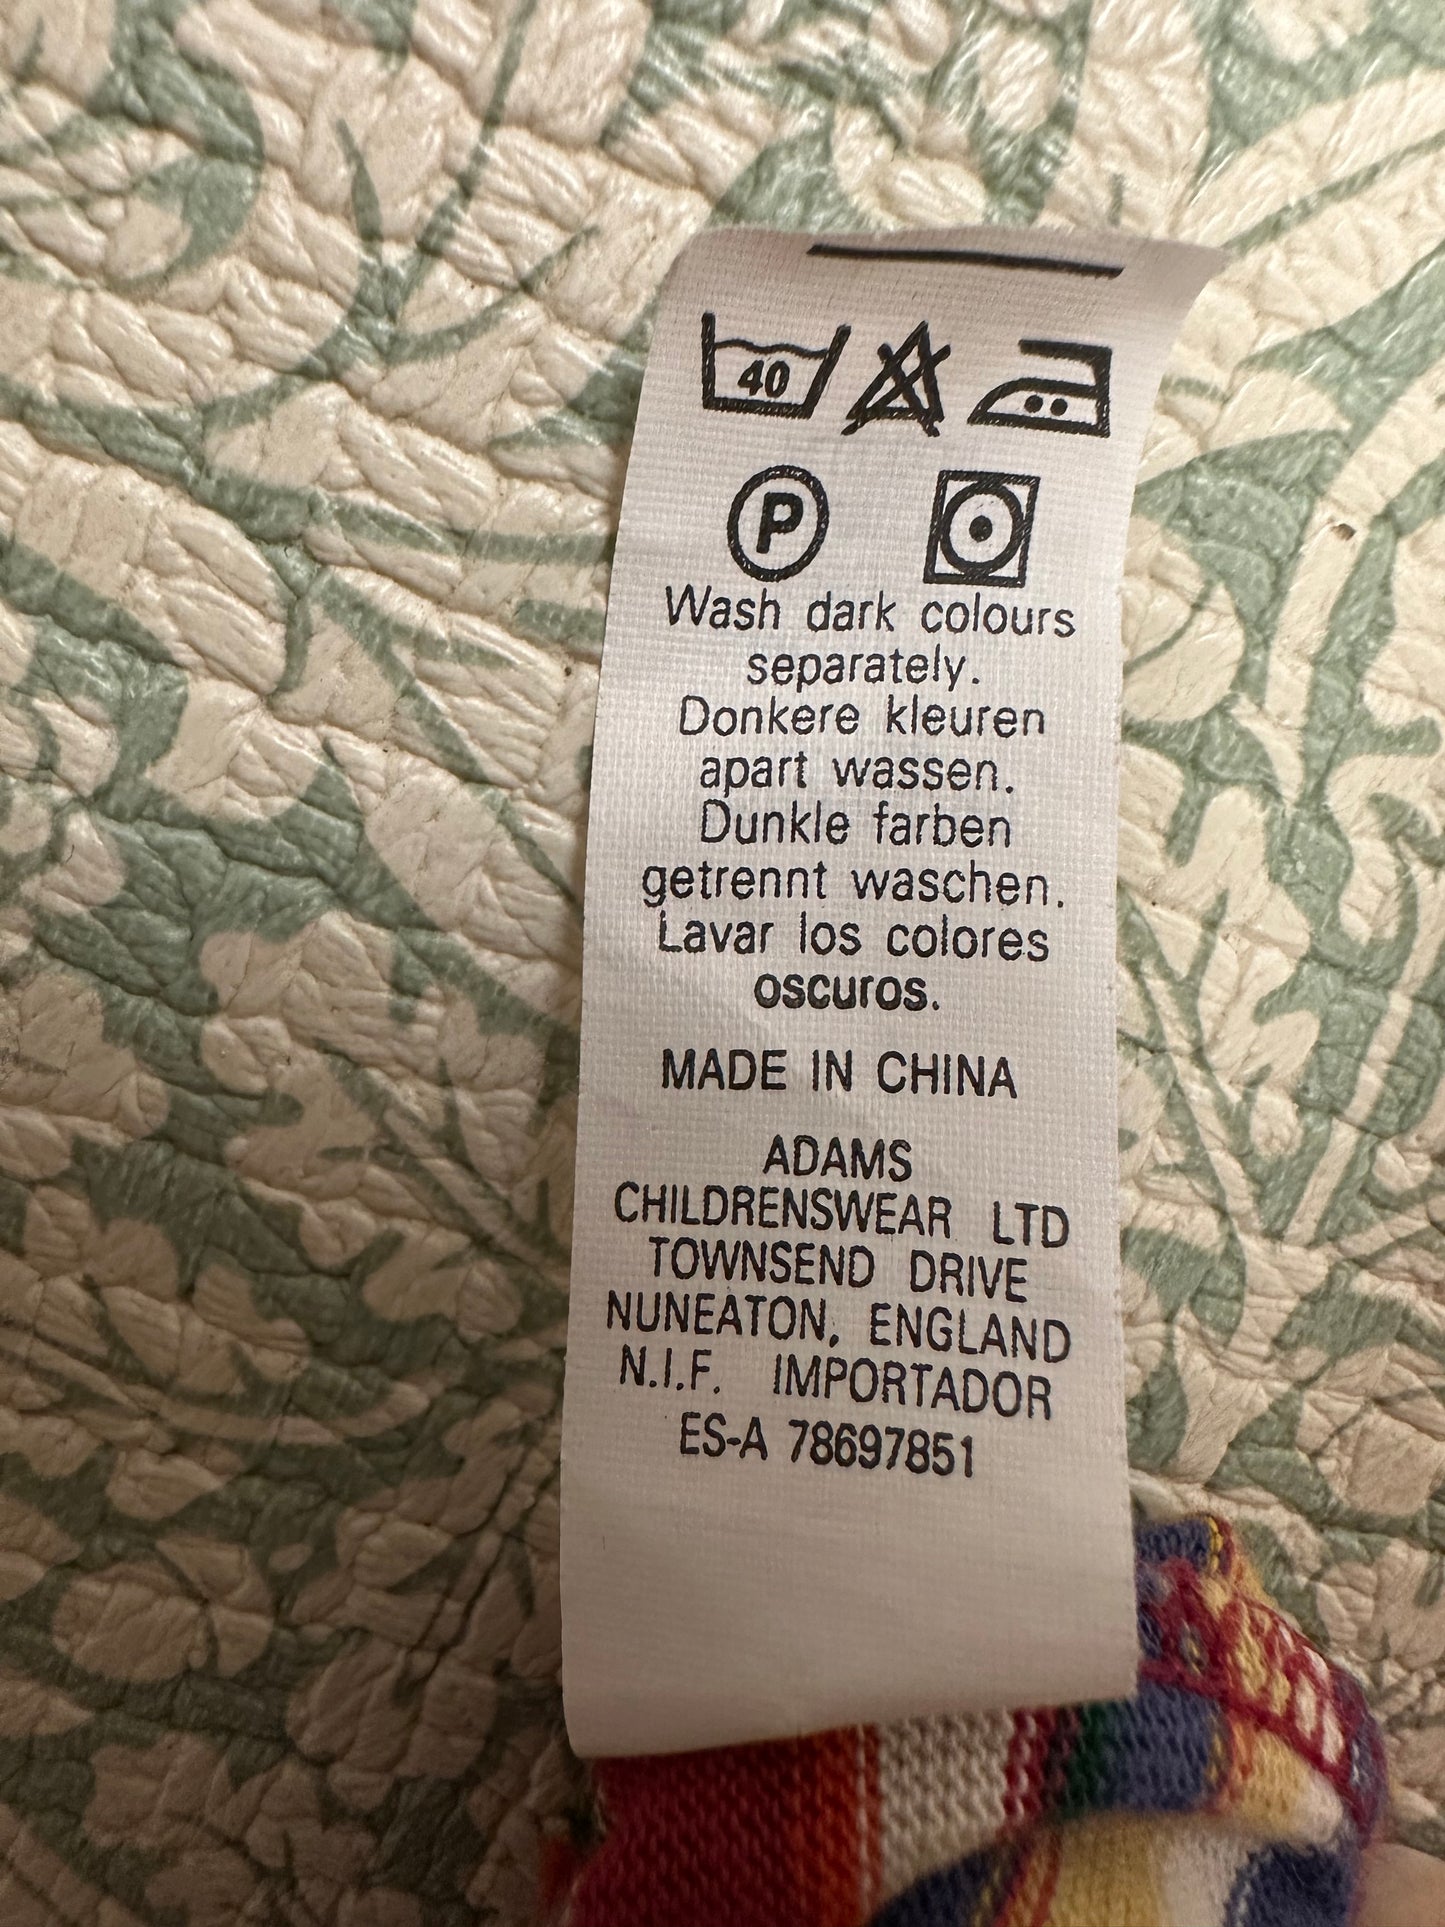 40
P
Wash dark colours
separately.
Donkere kleuren
apart wassen.
Dunkle farben
getrennt waschen.
Lavar los colores
oscuros.
MADE IN CHINA
ADAMS
CHILDRENSWEAR LTD
TOWNSEND DRIVE
NUNEATON, ENGLAND
N.I.F. IMPORTADOR
ES-A 78697851